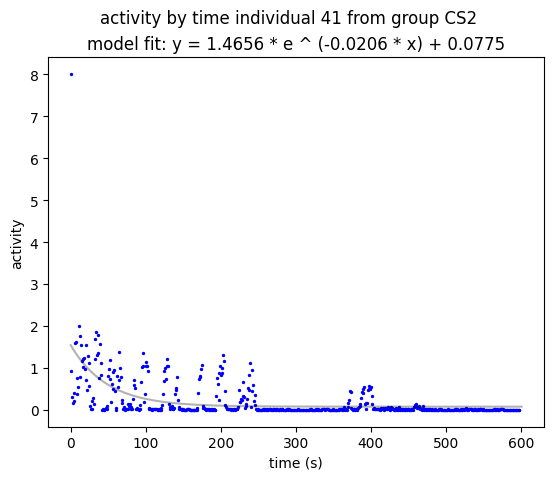 activity by time individual 41 from group CS2
model fit: y = 1.4656 * e ^ (-0.0206 * x) + 0.0775
8
7
6
5
4
3
2
1
0
activity
0 100 200 300 400 500 600
time (s)